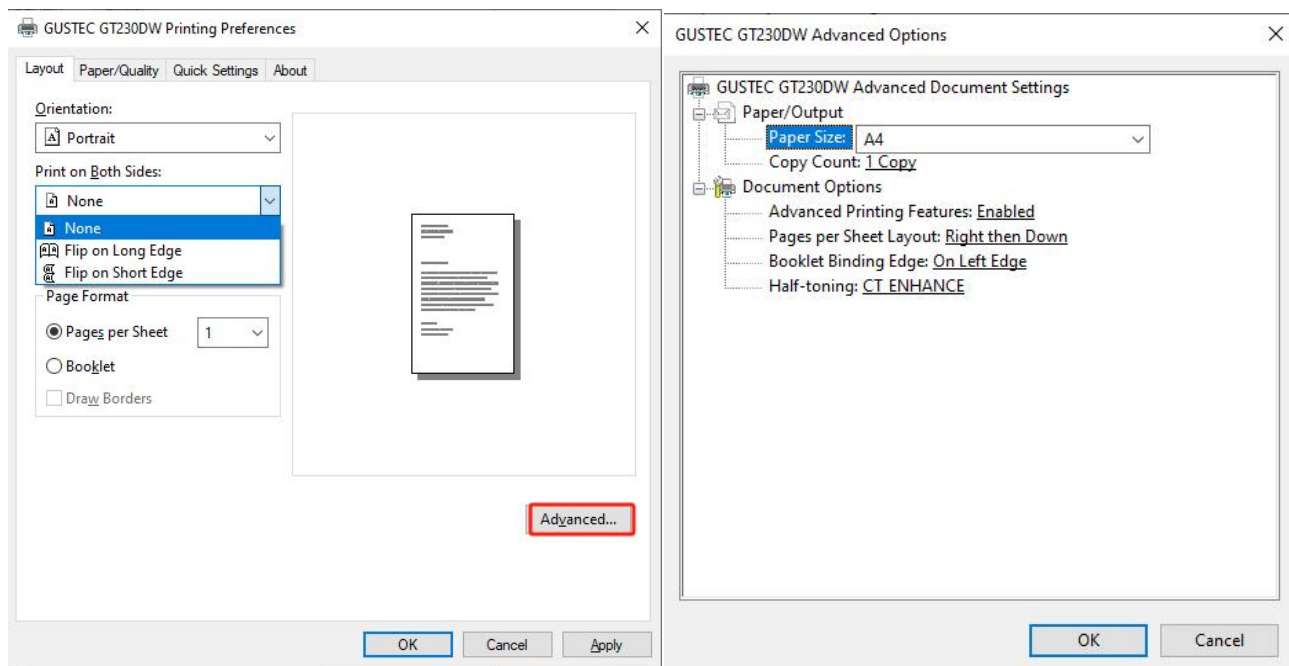 GUSTEC GT230DW Printing Preferences
Layout Paper/Quality Quick Settings About
Orientation:
A Portrait
Print on Both Sides:
None
None
Flip on Long Edge
Flip on Short Edge
Page Format
Pages per Sheet 1
Booklet
Draw Borders
Advanced...
OK Cancel Apply
GUSTEC GT230DW Advanced Options
GUSTEC GT230DW Advanced Document Settings
Paper/Output
Paper Size: A4
Copy Count: 1 Copy
Document Options
Advanced Printing Features: Enabled
Pages per Sheet Layout: Right then Down
Booklet Binding Edge: On Left Edge
Half-toning: CT ENHANCE
OK Cancel